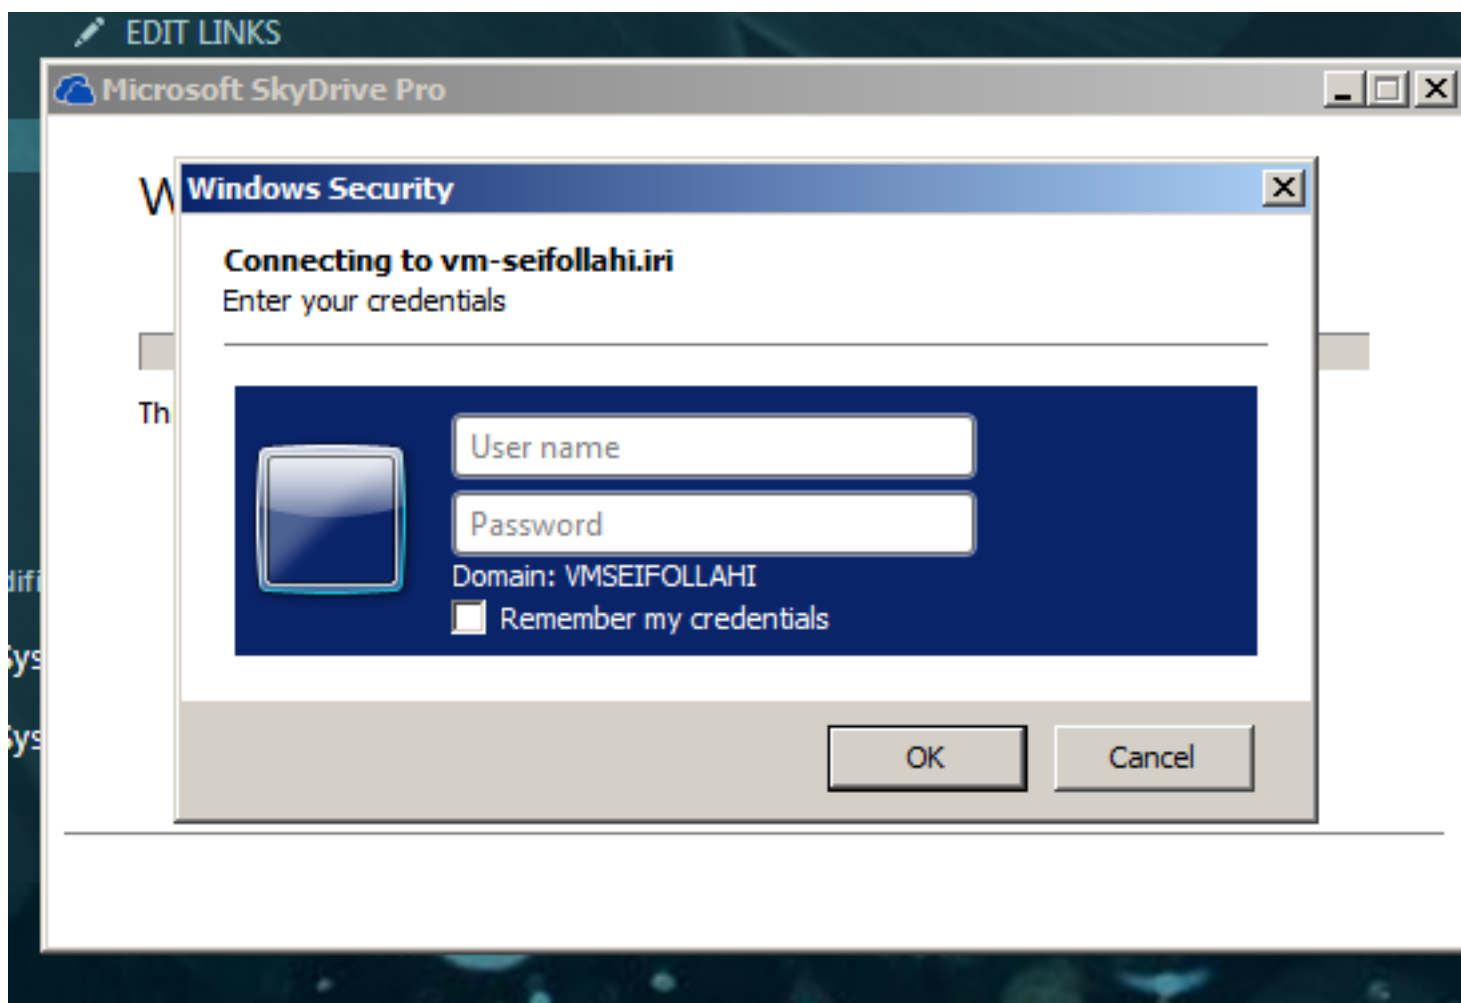 EDIT LINKS
Microsoft SkyDrive Pro
Windows Security
Connecting to vm-seifollahi.iri
Enter your credentials
User name
Password
Domain: VMSEIFOLLAHI
Remember my credentials
OK
Cancel